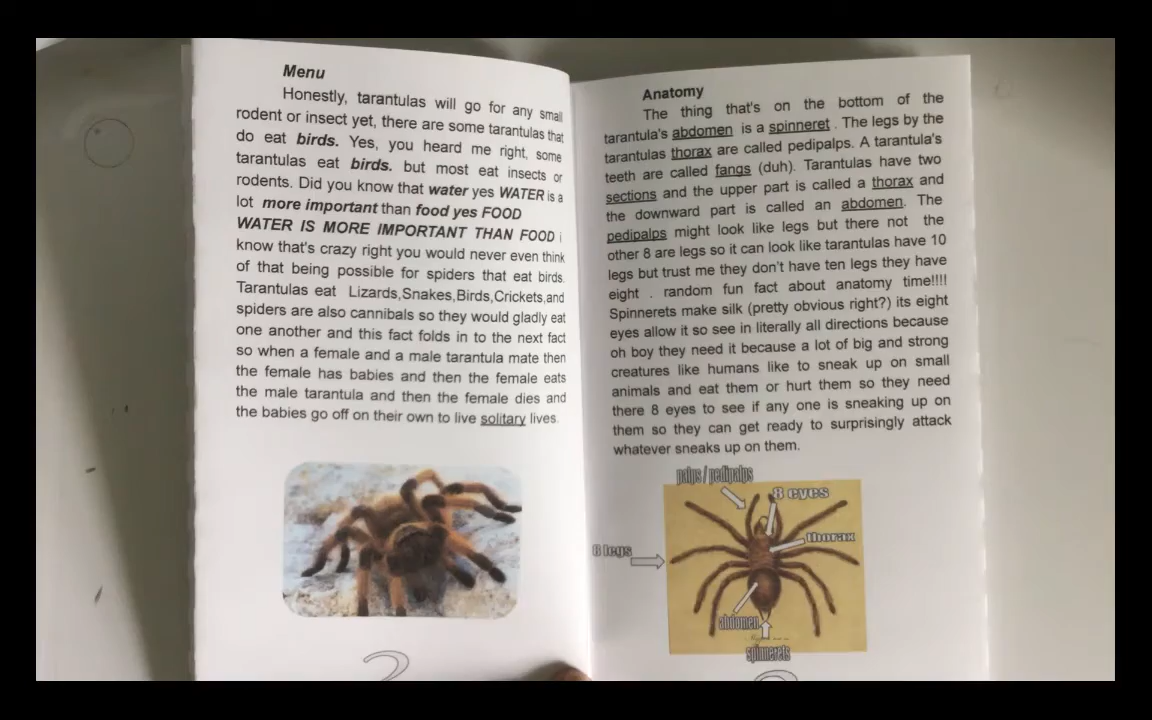 Menu
Honestly, tarantulas will go for any small
rodent or insect yet, there are some tarantulas that
do eat birds. Yes, you heard me right, some
tarantulas eat birds. but most eat insects or
rodents. Did you know that water yes WATER is a
lot more important than food yes FOOD
WATER IS MORE IMPORTANT THAN FOOD i
know that's crazy right you would never even think
of that being possible for spiders that eat birds.
Tarantulas eat Lizards,Snakes,Birds,Crickets,and
spiders are also cannibals so they would gladly eat
one another and this fact folds in to the next fact
so when a female and a male tarantula mate then
the female has babies and then the female eats
the male tarantula and then the female dies and
the babies go off on their own to live solitary lives.
2
Anatomy
The thing that's on the bottom of the
tarantula's abdomen is a spinneret . The legs by the
tarantulas thorax are called pedipalps. A tarantula's
teeth are called fangs (duh). Tarantulas have two
sections and the upper part is called a thorax and
the downward part is called an abdomen. The
pedipalps might look like legs but there not the
other 8 are legs so it can look like tarantulas have 10
legs but trust me they don't have ten legs they have
eight . random fun fact about anatomy time!!!!
Spinnerets make silk (pretty obvious right?) its eight
eyes allow it so see in literally all directions because
oh boy they need it because a lot of big and strong
creatures like humans like to sneak up on small
animals and eat them or hurt them so they need
there 8 eyes to see if any one is sneaking up on
them so they can get ready to surprisingly attack
whatever sneaks up on them.
palps / pedipalps
8 eyes
thorax
8 legs
abdomen
spinnerets